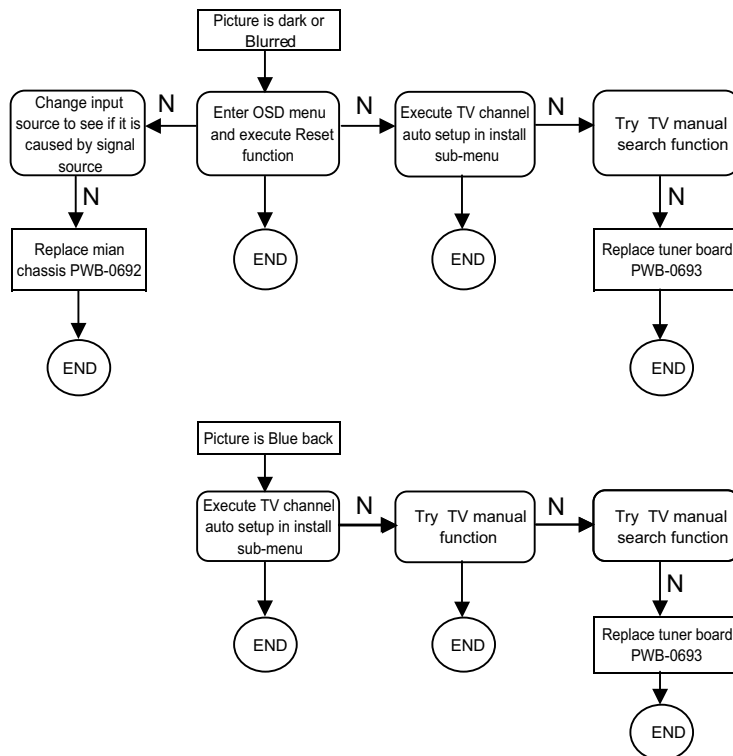 Picture is dark or
Blurred
Change input
source to see if it is
caused by signal
source
N
Enter OSD menu
and execute Reset
function
N
Execute TV channel
auto setup in install
sub-menu
N
Try TV manual
search function
N
Replace mian
chassis PWB-0692
END
END
END
N
Replace tuner board
PWB-0693
END
Picture is Blue back
Execute TV channel
auto setup in install
sub-menu
N
Try TV manual
function
N
Try TV manual
search function
END
END
N
Replace tuner board
PWB-0693
END